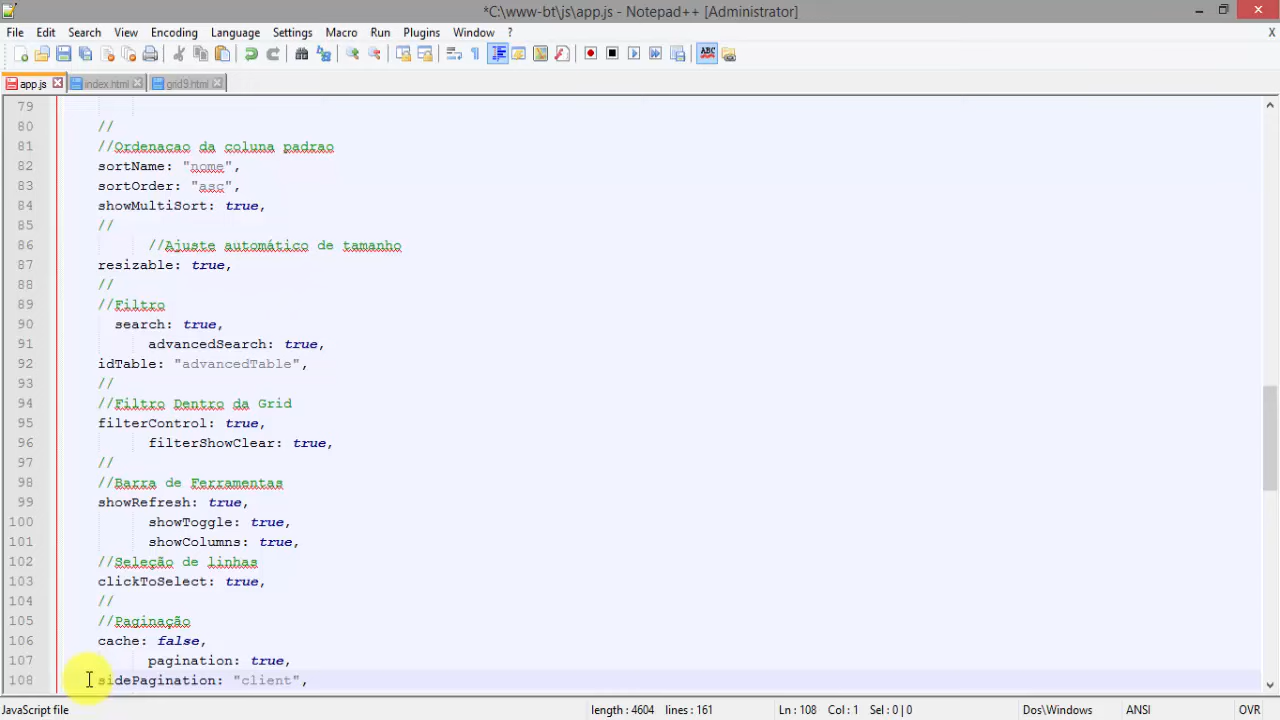 *C:\www-bt\js\app.js - Notepad++ [Administrator]
File Edit Search View Encoding Language Settings Macro Run Plugins Window ? X
app.js index.html grid9.html
79
80 //
81 //Ordenacao da coluna padrao
82 sortName: "nome",
83 sortOrder: "asc",
84 showMultiSort: true,
85 //
86 //Ajuste automático de tamanho
87 resizable: true,
88 //
89 //Filtro
90 search: true,
91 advancedSearch: true,
92 idTable: "advancedTable",
93 //
94 //Filtro Dentro da Grid
95 filterControl: true,
96 filterShowClear: true,
97 //
98 //Barra de Ferramentas
99 showRefresh: true,
100 showToggle: true,
101 showColumns: true,
102 //Seleção de linhas
103 clickToSelect: true,
104 //
105 //Paginação
106 cache: false,
107 pagination: true,
108 sidePagination: "client",
JavaScript file length : 4604 lines : 161 Ln : 108 Col : 1 Sel : 0 | 0 Dos\Windows ANSI OVR